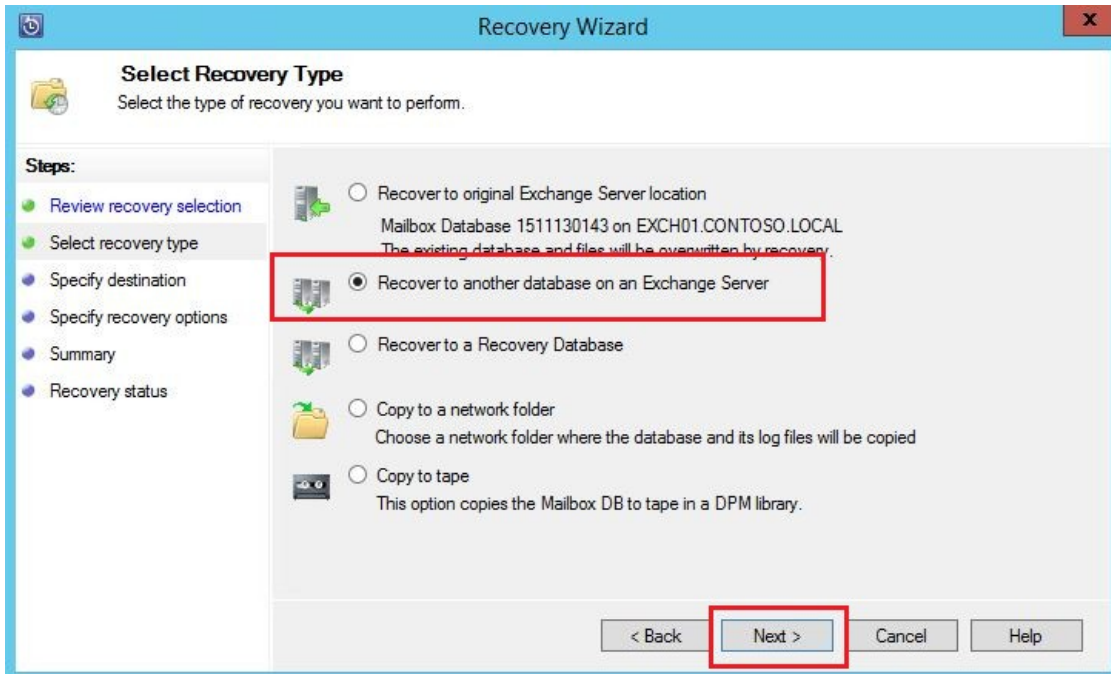 Recovery Wizard
x
Select Recovery Type
Select the type of recovery you want to perform.
Steps:
Review recovery selection
Select recovery type
Specify destination
Specify recovery options
Summary
Recovery status
Recover to original Exchange Server location
Mailbox Database 1511130143 on EXCH01.CONTOSO.LOCAL
The existing database and files will be overwritten by recovery.
Recover to another database on an Exchange Server
Recover to a Recovery Database
Copy to a network folder
Choose a network folder where the database and its log files will be copied
Copy to tape
This option copies the Mailbox DB to tape in a DPM library.
< Back
Next >
Cancel
Help